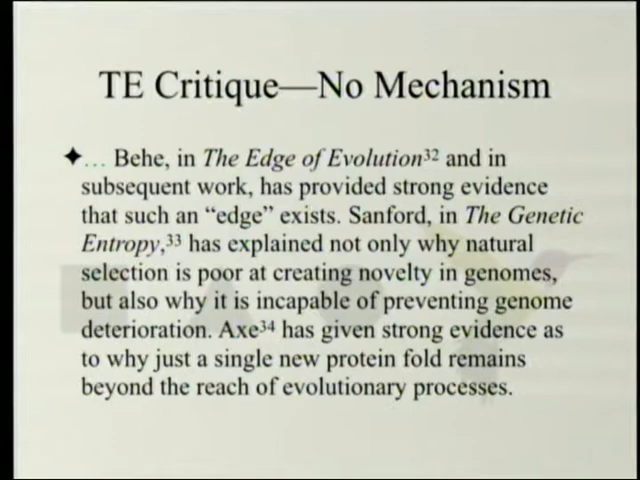 TE Critique—No Mechanism
✦… Behe, in The Edge of Evolution32 and in
subsequent work, has provided strong evidence
that such an “edge” exists. Sanford, in The Genetic
Entropy,33 has explained not only why natural
selection is poor at creating novelty in genomes,
but also why it is incapable of preventing genome
deterioration. Axe34 has given strong evidence as
to why just a single new protein fold remains
beyond the reach of evolutionary processes.